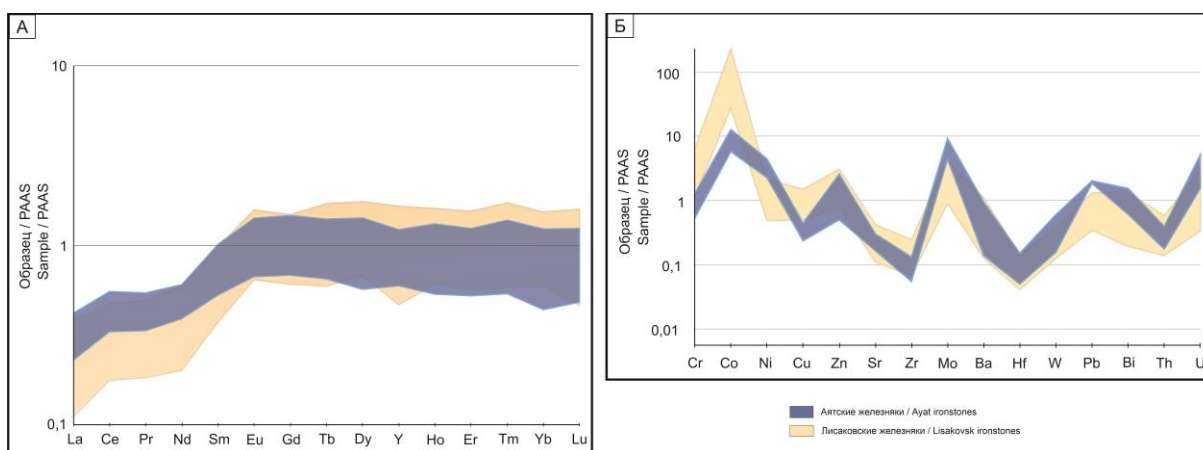 А
10
1
0,1
Образец / PAAS
Sample / PAAS
La Ce Pr Nd Sm Eu Gd Tb Dy Y Ho Er Tm Yb Lu
Б
100
10
1
0,1
0,01
Образец / PAAS
Sample / PAAS
Cr Co Ni Cu Zn Sr Zr Mo Ba Hf W Pb Bi Th U
Аятские железняки / Ayat ironstones
Лисаковские железняки / Lisakovsk ironstones